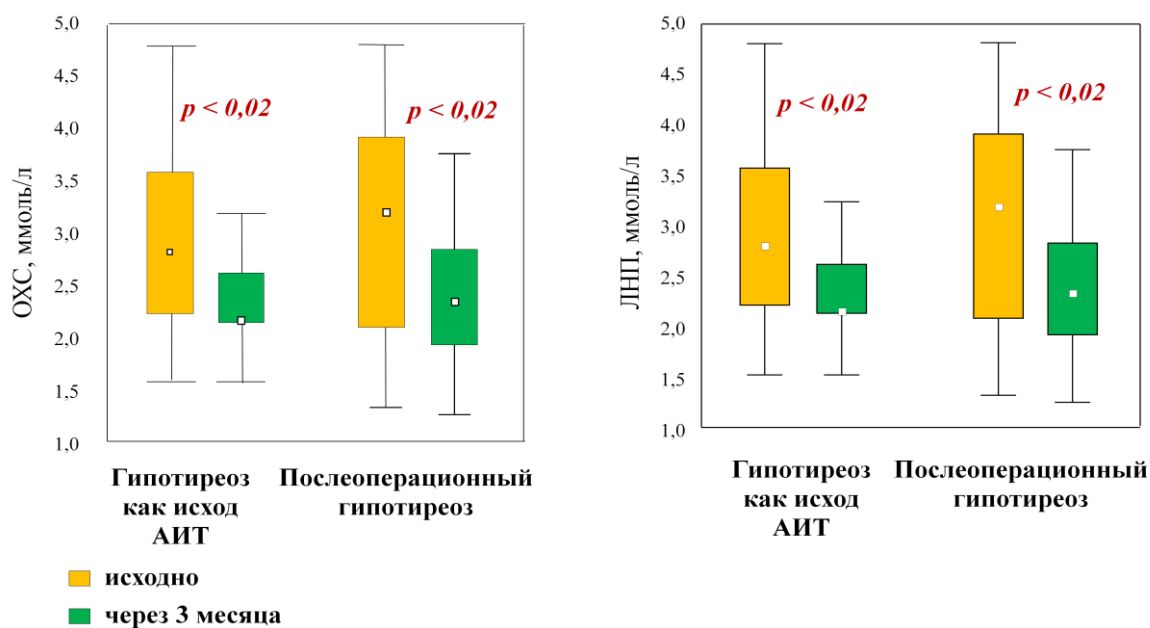 5,0
4,5
4,0
3,5
3,0
2,5
2,0
1,5
1,0
ОХС, ммоль/л
p < 0,02
p < 0,02
Гипотиреоз
как исход
АИТ
Послеоперационный
гипотиреоз
исходно
через 3 месяца
5,0
4,5
4,0
3,5
3,0
2,5
2,0
1,5
1,0
ЛНП, ммоль/л
p < 0,02
p < 0,02
Гипотиреоз
как исход
АИТ
Послеоперационный
гипотиреоз